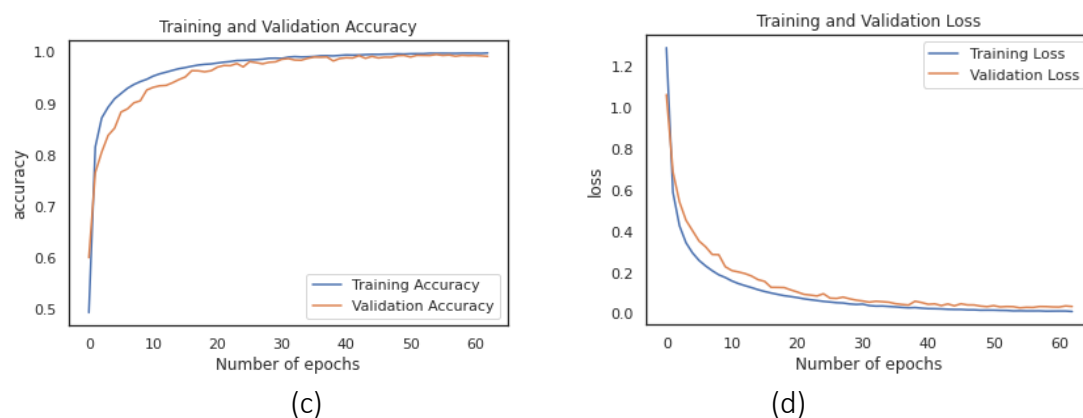 Training and Validation Accuracy
1.0
0.9
0.8
0.7
0.6
0.5
accuracy
Training Accuracy
Validation Accuracy
0 10 20 30 40 50 60
Number of epochs
(c)
Training and Validation Loss
1.2
1.0
0.8
0.6
0.4
0.2
0.0
loss
Training Loss
Validation Loss
0 10 20 30 40 50 60
Number of epochs
(d)